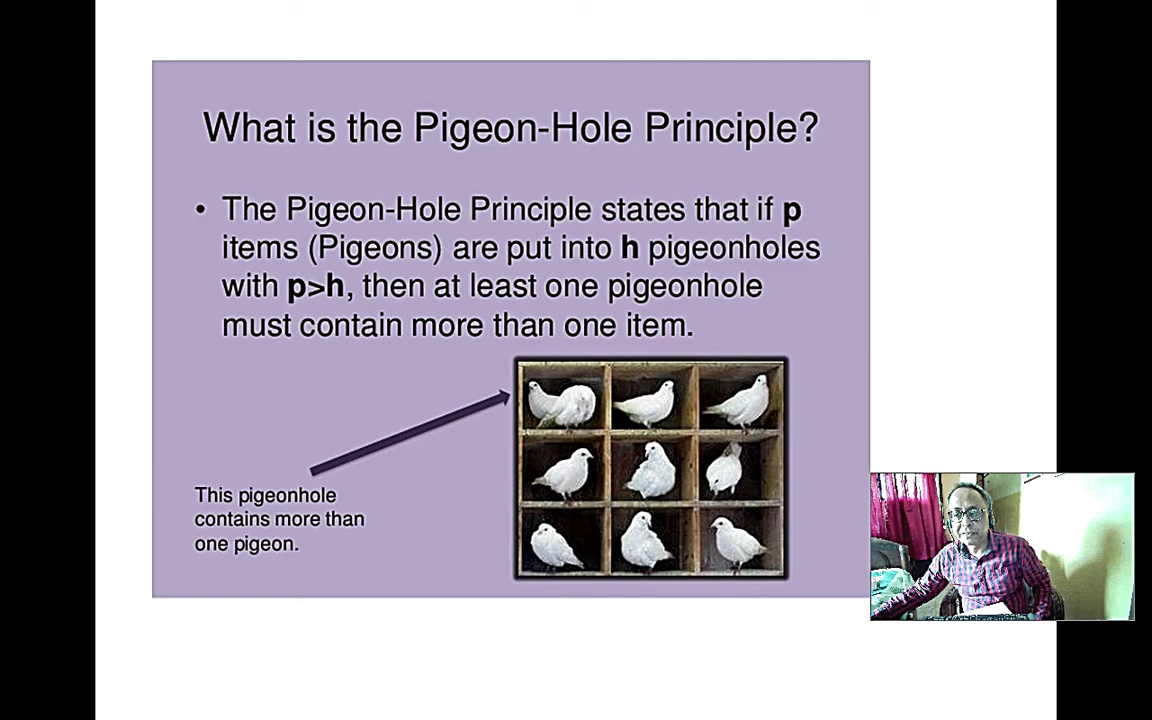 What is the Pigeon-Hole Principle?
• The Pigeon-Hole Principle states that if p
items (Pigeons) are put into h pigeonholes
with p>h, then at least one pigeonhole
must contain more than one item.
This pigeonhole
contains more than
one pigeon.